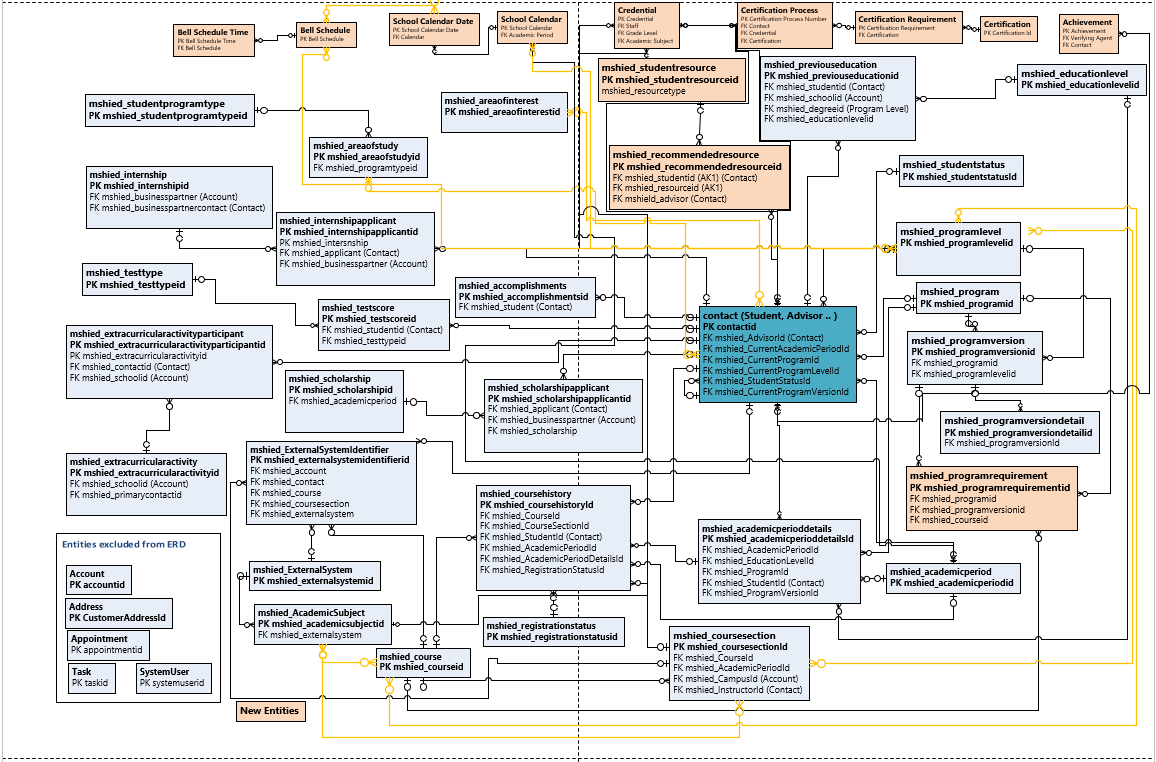 Bell Schedule Time
PK Bell Schedule Time
FK Bell Schedule
Bell Schedule
PK Bell Schedule
School Calendar Date
PK School Calendar Date
FK Calendar
School Calendar
PK School Calendar
FK Academic Period
Credential
PK Credential
FK Staff
FK Grade Level
FK Academic Subject
Certification Process
PK Certification Process Number
FK Contact
FK Credential
FK Certification
Certification Requirement
PK Certification Requirement
FK Certification
Certification
PK Certification Id
Achievement
PK Achievement
FK Verifying Agent
FK Contact
mshied_studentresource
PK mshied_studentresourceid
mshied_resourcetype
mshied_previouseducation
PK mshied_previouseducationid
FK mshied_studentid (Contact)
FK mshied_schoolid (Account)
FK mshied_degreeid (Program Level)
FK mshied_educationlevelid
mshied_educationlevel
PK mshied_educationlevelid
mshied_studentprogramtype
PK mshied_studentprogramtypeid
mshied_areaofinterest
PK mshied_areaofinterestid
mshied_areaofstudy
PK mshied_areaofstudyid
FK mshied_programtypeid
mshied_recommendedresource
PK mshied_recommendedresourceid
FK mshied_studentid (AK1) (Contact)
FK mshied_resourceid (AK1)
FK mshield_advisor (Contact)
mshied_studentstatus
PK mshied_studentstatusId
mshied_internship
PK mshied_internshipid
FK mshied_businesspartner (Account)
FK mshied_businesspartnercontact (Contact)
mshied_internshipapplicant
PK mshied_internshipapplicantid
FK mshied_internsnship
FK mshied_applicant (Contact)
FK mshied_businesspartner (Account)
mshied_programlevel
PK mshied_programlevelid
mshied_testtype
PK mshied_testtypeid
mshied_accomplishments
PK mshied_accomplishmentsid
FK mshied_student (Contact)
mshied_program
PK mshied_programid
mshied_testscore
PK mshied_testscoreid
FK mshied_studentid (Contact)
FK mshied_testtypeid
contact (Student, Advisor .. )
PK contactid
FK mshied_AdvisorId (Contact)
FK mshied_CurrentAcademicPeriodId
FK mshied_CurrentProgramId
FK mshied_CurrentProgramLevelId
FK mshied_StudentStatusId
FK mshied_CurrentProgramVersionId
mshied_extracurricularactivityparticipant
PK mshied_extracurricularactivityparticipantid
FK mshied_extracurricularactivityid
FK mshied_contactid (Contact)
FK mshied_schoolid (Account)
mshied_programversion
PK mshied_programversionid
FK mshied_programid
FK mshied_programlevelid
mshied_scholarship
PK mshied_scholarshipid
FK mshied_academicperiod
mshied_scholarshipapplicant
PK mshied_scholarshipapplicantid
FK mshied_applicant (Contact)
FK mshied_businesspartner (Account)
FK mshied_scholarship
mshied_programversiondetail
PK mshied_programversiondetailid
FK mshied_programversionId
mshied_extracurricularactivity
PK mshied_extracurricularactivityid
FK mshied_schoolid (Account)
FK mshied_primarycontactid
mshied_ExternalSystemIdentifier
PK mshied_externalsystemidentifierid
FK mshied_account
FK mshied_contact
FK mshied_course
FK mshied_coursesection
FK mshied_externalsystem
mshied_programrequirement
PK mshied_programrequirementid
FK mshied_programid
FK mshied_programversionid
FK mshied_courseid
mshied_coursehistory
PK mshied_coursehistoryId
FK mshied_CourseId
FK mshied_CourseSectionId
FK mshied_StudentId (Contact)
FK mshied_AcademicPeriodId
FK mshied_AcademicPeriodDetailsId
FK mshied_RegistrationStatusId
mshied_academicperioddetails
PK mshied_academicperioddetailsId
FK mshied_AcademicPeriodId
FK mshied_EducationLevelId
FK mshied_ProgramId
FK mshied_StudentId (Contact)
FK mshied_ProgramVersionId
mshied_academicperiod
PK mshied_academicperiodid
Entities excluded from ERD
Account
PK accountid
Address
PK CustomerAddressId
Appointment
PK appointmentid
Task
PK taskid
SystemUser
PK systemuserid
mshied_ExternalSystem
PK mshied_externalsystemid
mshied_AcademicSubject
PK mshied_academicsubjectid
FK mshied_externalsystem
mshied_registrationstatus
PK mshied_registrationstatusid
mshied_course
PK mshied_courseid
mshied_coursesection
PK mshied_coursesectionId
FK mshied_CourseId
FK mshied_AcademicPeriodId
FK mshied_CampusId (Account)
FK mshied_InstructorId (Contact)
New Entities